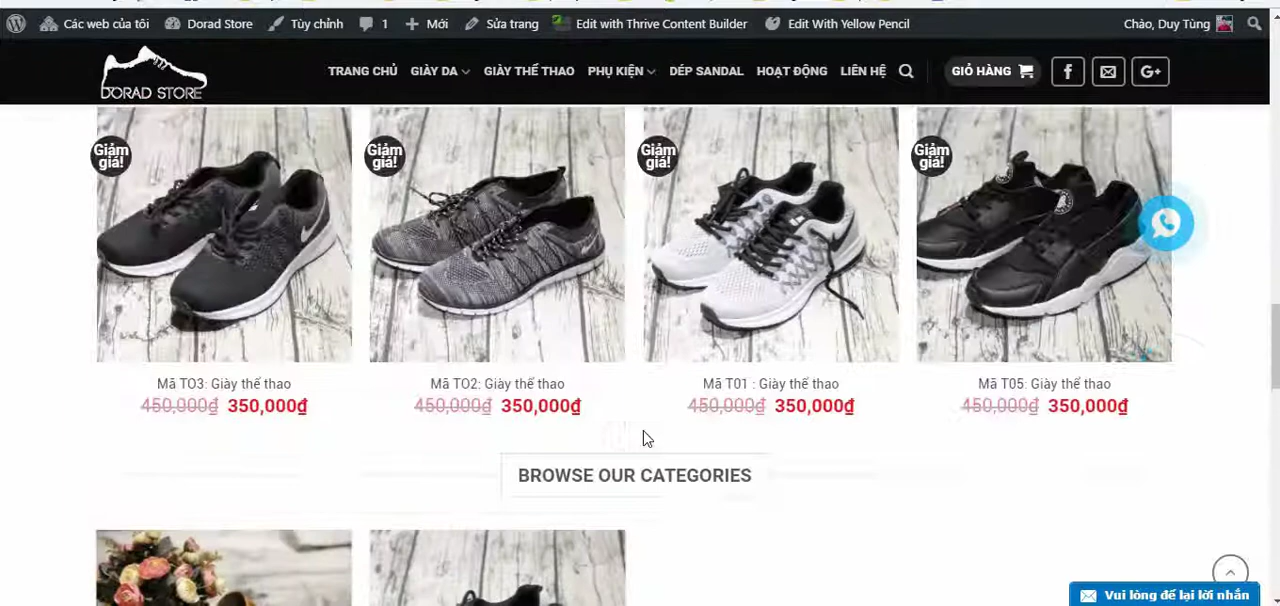 Các web của tôi Dorad Store Tùy chỉnh 1 Mới Sửa trang Edit with Thrive Content Builder Edit With Yellow Pencil Chào, Duy Tùng
DORAD STORE TRANG CHỦ GIÀY DA GIÀY THỂ THAO PHỤ KIỆN DÉP SANDAL HOẠT ĐỘNG LIÊN HỆ GIỎ HÀNG f G+
Giảm giá! Giảm giá! Giảm giá! Giảm giá!
Mã TO3: Giày thể thao Mã TO2: Giày thể thao Mã T01 : Giày thể thao Mã T05: Giày thể thao
450,000₫ 350,000₫ 450,000₫ 350,000₫ 450,000₫ 350,000₫ 450,000₫ 350,000₫
BROWSE OUR CATEGORIES
Vui lòng để lại lời nhắn